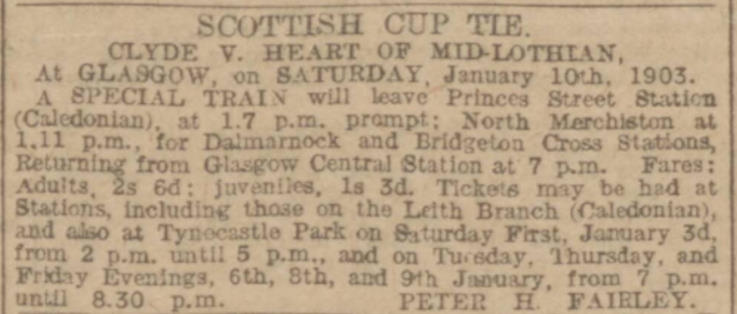 SCOTTISH CUP TIE.
CLYDE V. HEART OF MID-LOTHIAN,
At GLASGOW, on SATURDAY, January 10th, 1903.
A SPECIAL TRAIN will leave Princes Street Station
(Caledonian), at 1.7 p.m. prompt; North Merchiston at
1.11 p.m., for Dalmarnock and Bridgeton Cross Stations,
Returning from Glasgow Central Station at 7 p.m. Fares:
Adults, 2s 6d; juveniles, 1s 3d. Tickets may be had at
Stations, including those on the Leith Branch (Caledonian),
and also at Tynecastle Park on Saturday First, January 3d,
from 2 p.m. until 5 p.m., and on Tuesday, Thursday, and
Friday Evenings, 6th, 8th, and 9th January, from 7 p.m.
until 8.30 p.m. PETER H. FAIRLEY.